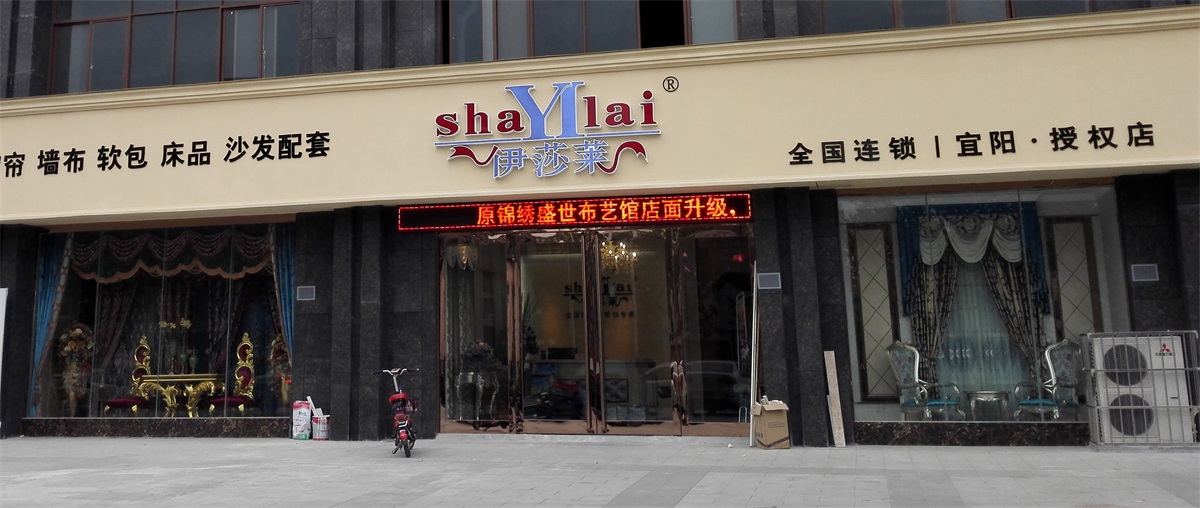 帘 墙布 软包 床品 沙发配套
shaYIlai®
伊莎莱
全国连锁 | 宜阳·授权店
原锦绣盛世布艺馆店面升级，